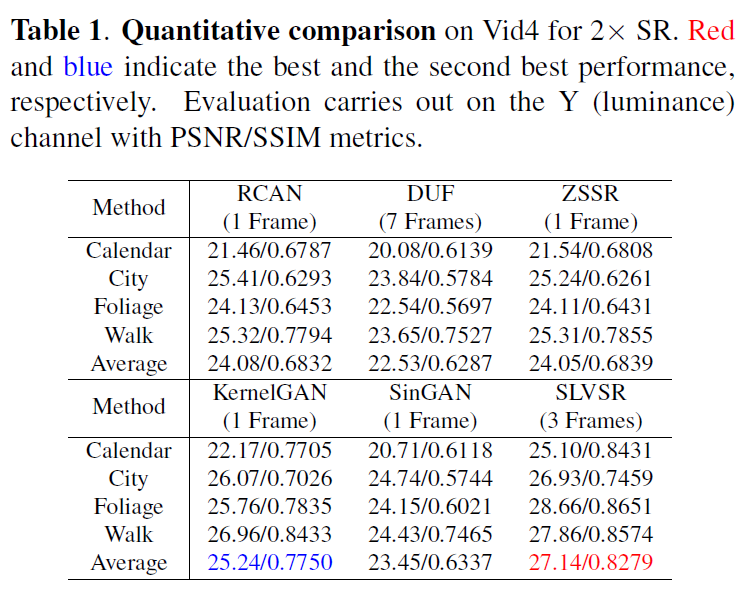 Table 1. Quantitative comparison on Vid4 for 2× SR. Red
and blue indicate the best and the second best performance,
respectively. Evaluation carries out on the Y (luminance)
channel with PSNR/SSIM metrics.
Method RCAN DUF ZSSR
(1 Frame) (7 Frames) (1 Frame)
Calendar 21.46/0.6787 20.08/0.6139 21.54/0.6808
City 25.41/0.6293 23.84/0.5784 25.24/0.6261
Foliage 24.13/0.6453 22.54/0.5697 24.11/0.6431
Walk 25.32/0.7794 23.65/0.7527 25.31/0.7855
Average 24.08/0.6832 22.53/0.6287 24.05/0.6839
Method KernelGAN SinGAN SLVSR
(1 Frame) (1 Frame) (3 Frames)
Calendar 22.17/0.7705 20.71/0.6118 25.10/0.8431
City 26.07/0.7026 24.74/0.5744 26.93/0.7459
Foliage 25.76/0.7835 24.15/0.6021 28.66/0.8651
Walk 26.96/0.8433 24.43/0.7465 27.86/0.8574
Average 25.24/0.7750 23.45/0.6337 27.14/0.8279